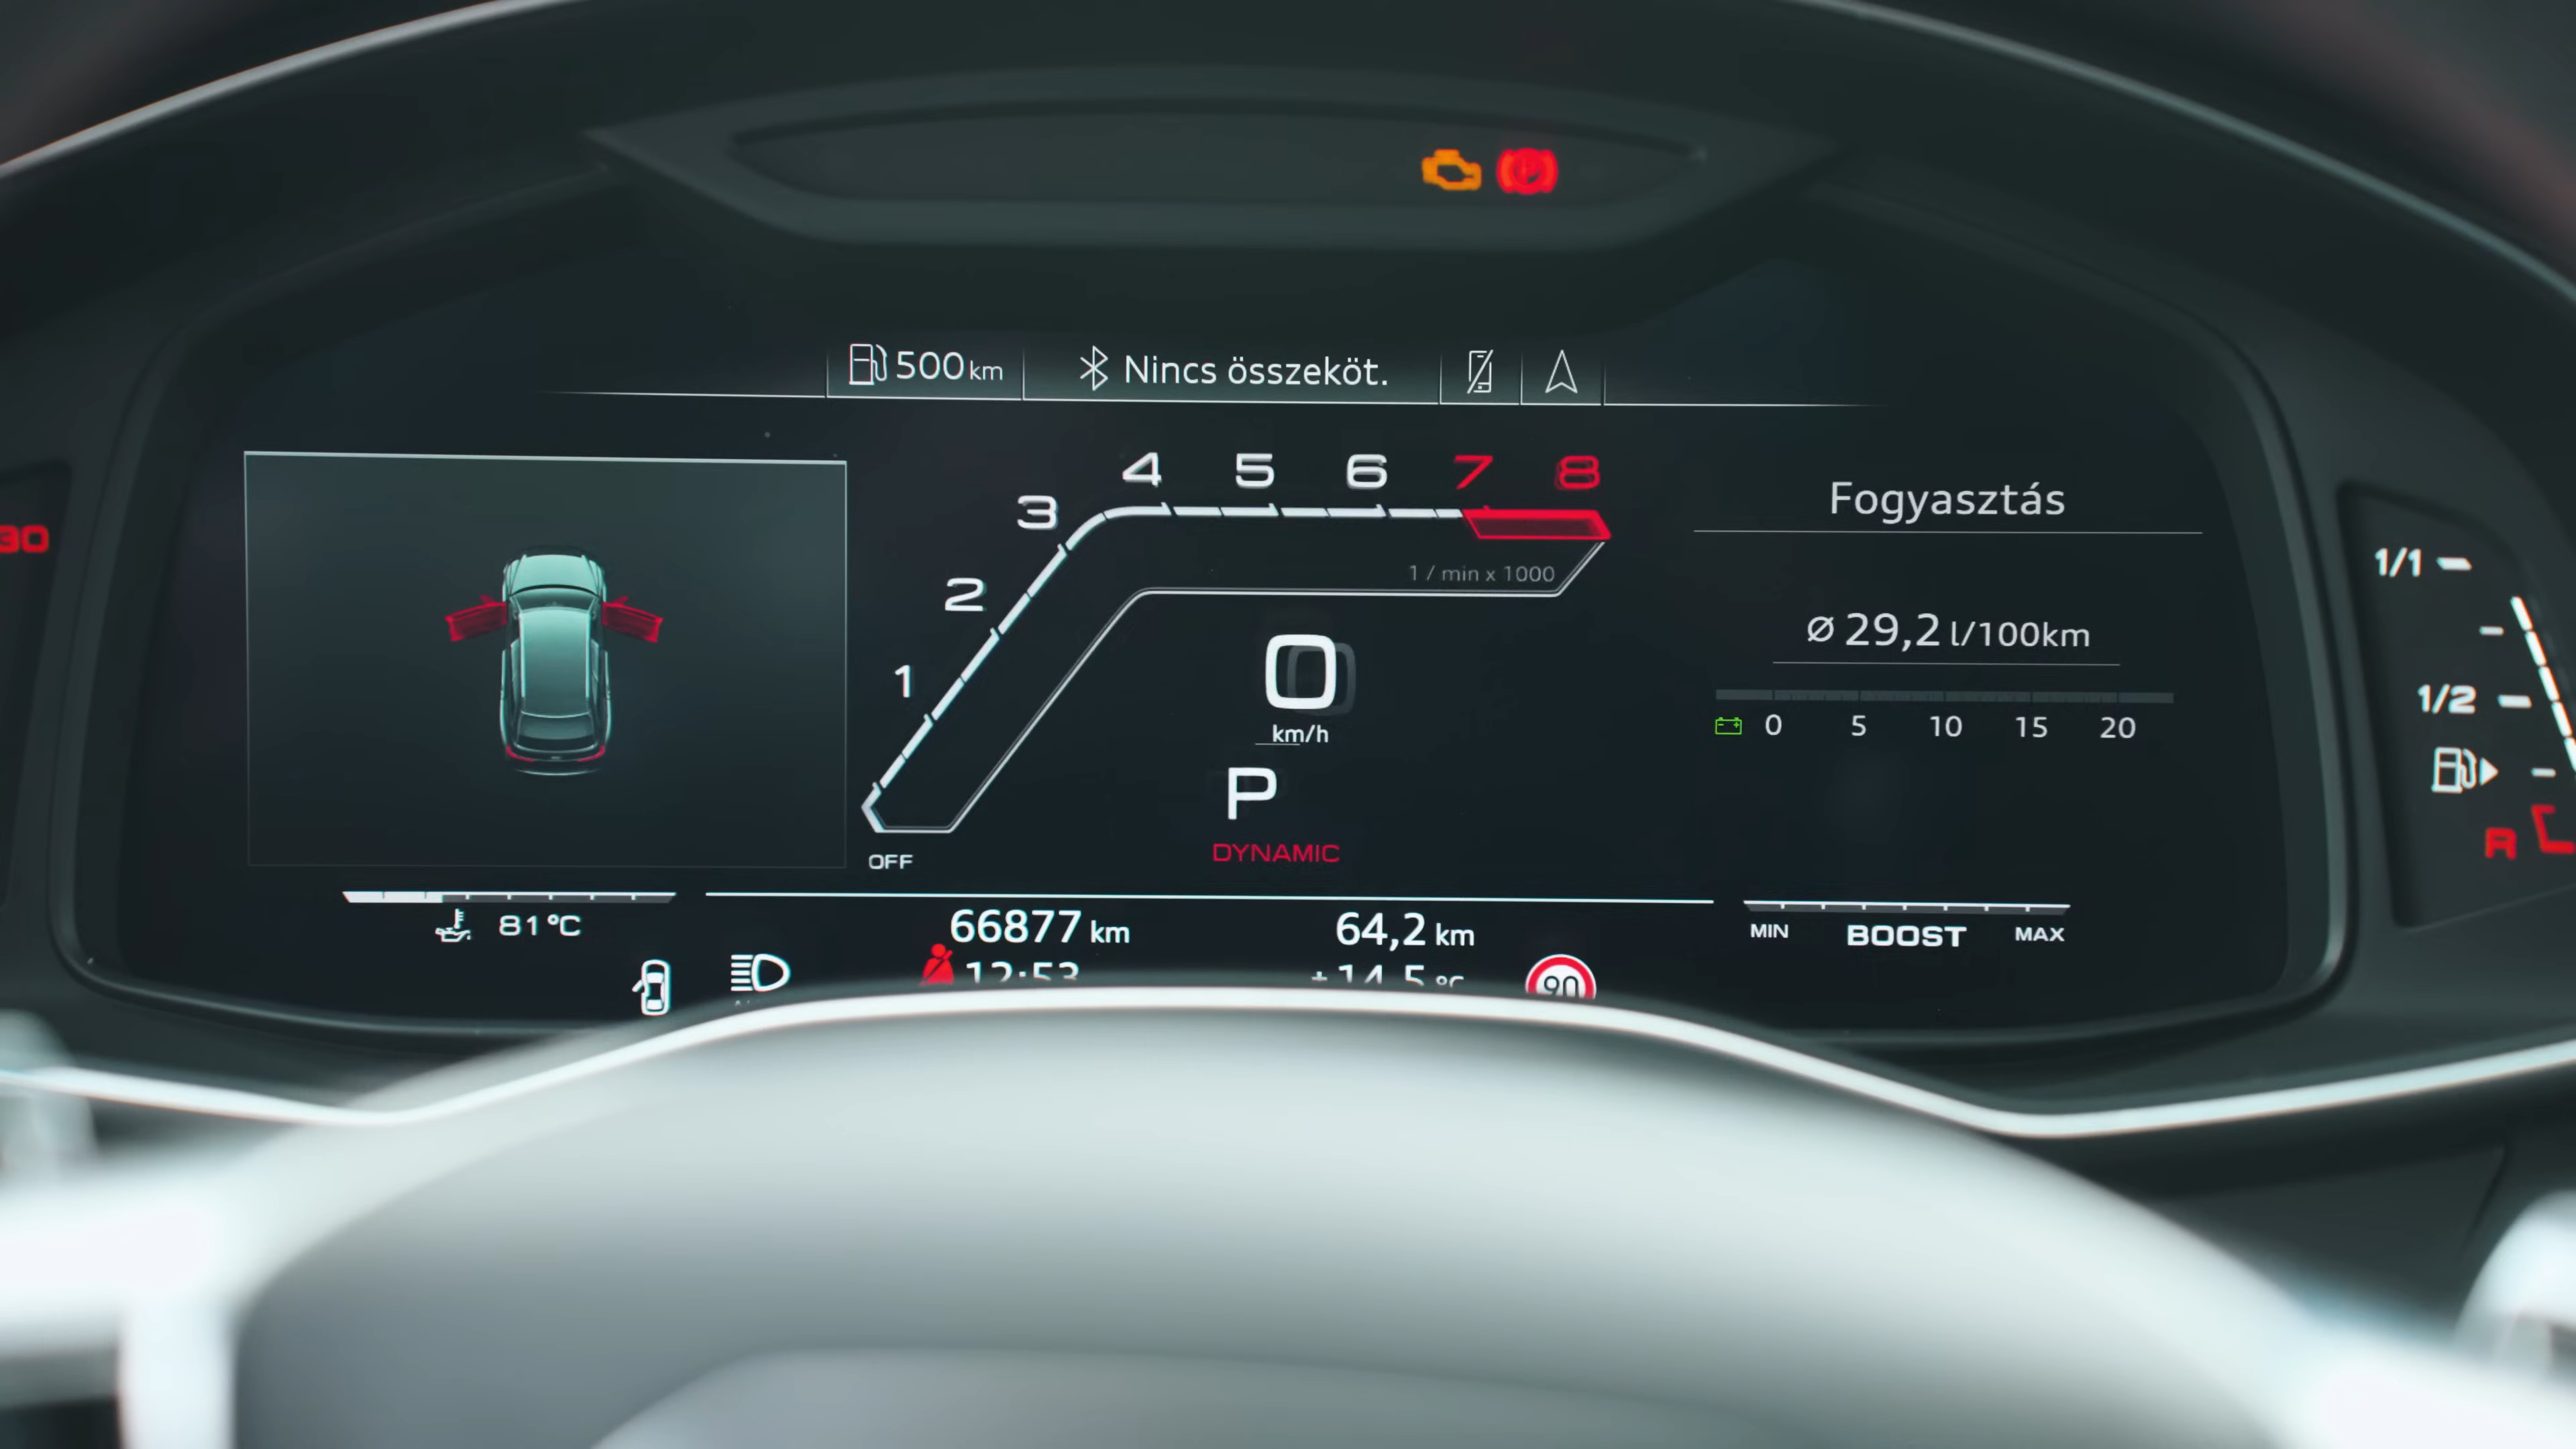 500 km
Nincs összeköt.
30
1 2 3 4 5 6 7 8
1 / min x 1000
OFF
0
km/h
P
DYNAMIC
Fogyasztás
Ø 29,2 l/100km
0 5 10 15 20
1/1
1/2
R
81°C
66877 km
64,2 km
MIN BOOST MAX
12:53
+14,5 °C
90